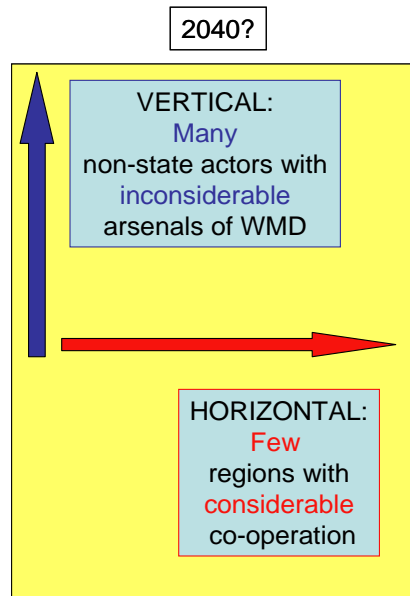 2040?
VERTICAL:
Many
non-state actors with
inconsiderable
arsenals of WMD
HORIZONTAL:
Few
regions with
considerable
co-operation